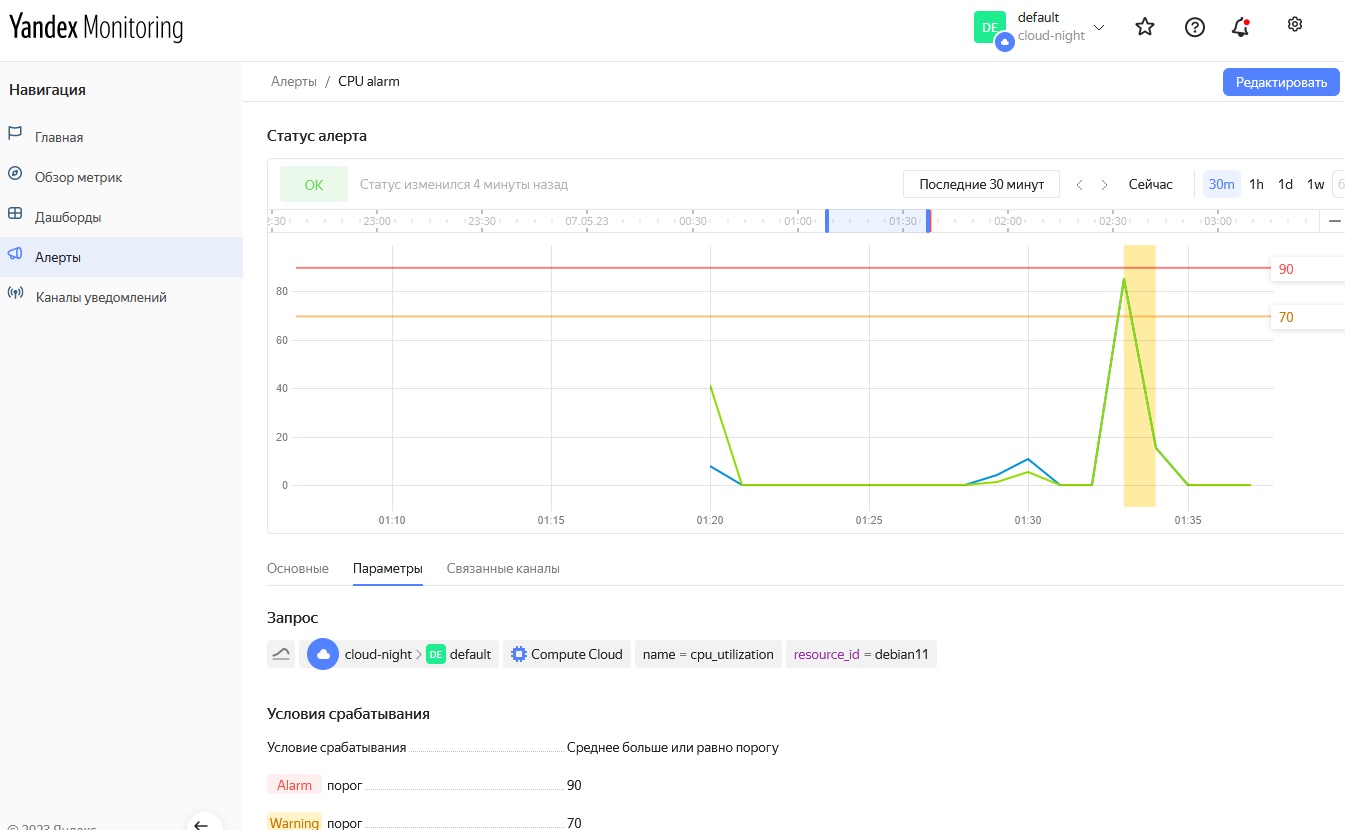 Yandex Monitoring
DE default
cloud-night
Навигация
Главная
Обзор метрик
Дашборды
Алерты
Каналы уведомлений
Алерты / CPU alarm
Редактировать
Статус алерта
OK Статус изменился 4 минуты назад
Последние 30 минут Сейчас 30m 1h 1d 1w
23:00 23:30 07.05.23 00:30 01:00 01:30 02:00 02:30 03:00
90
80
70
60
40
20
0
01:10 01:15 01:20 01:25 01:30 01:35
Основные Параметры Связанные каналы
Запрос
cloud-night > DE default Compute Cloud name = cpu_utilization resource_id = debian11
Условия срабатывания
Условие срабатывания Среднее больше или равно порогу
Alarm порог 90
Warning порог 70
© 2023 Яндекс